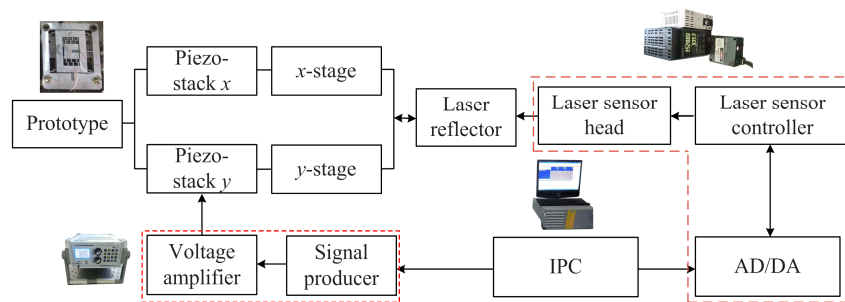 Prototype
Piezo-
stack x
x-stage
Piezo-
stack y
y-stage
Laser
reflector
Laser sensor
head
Laser sensor
controller
Voltage
amplifier
Signal
producer
IPC
AD/DA